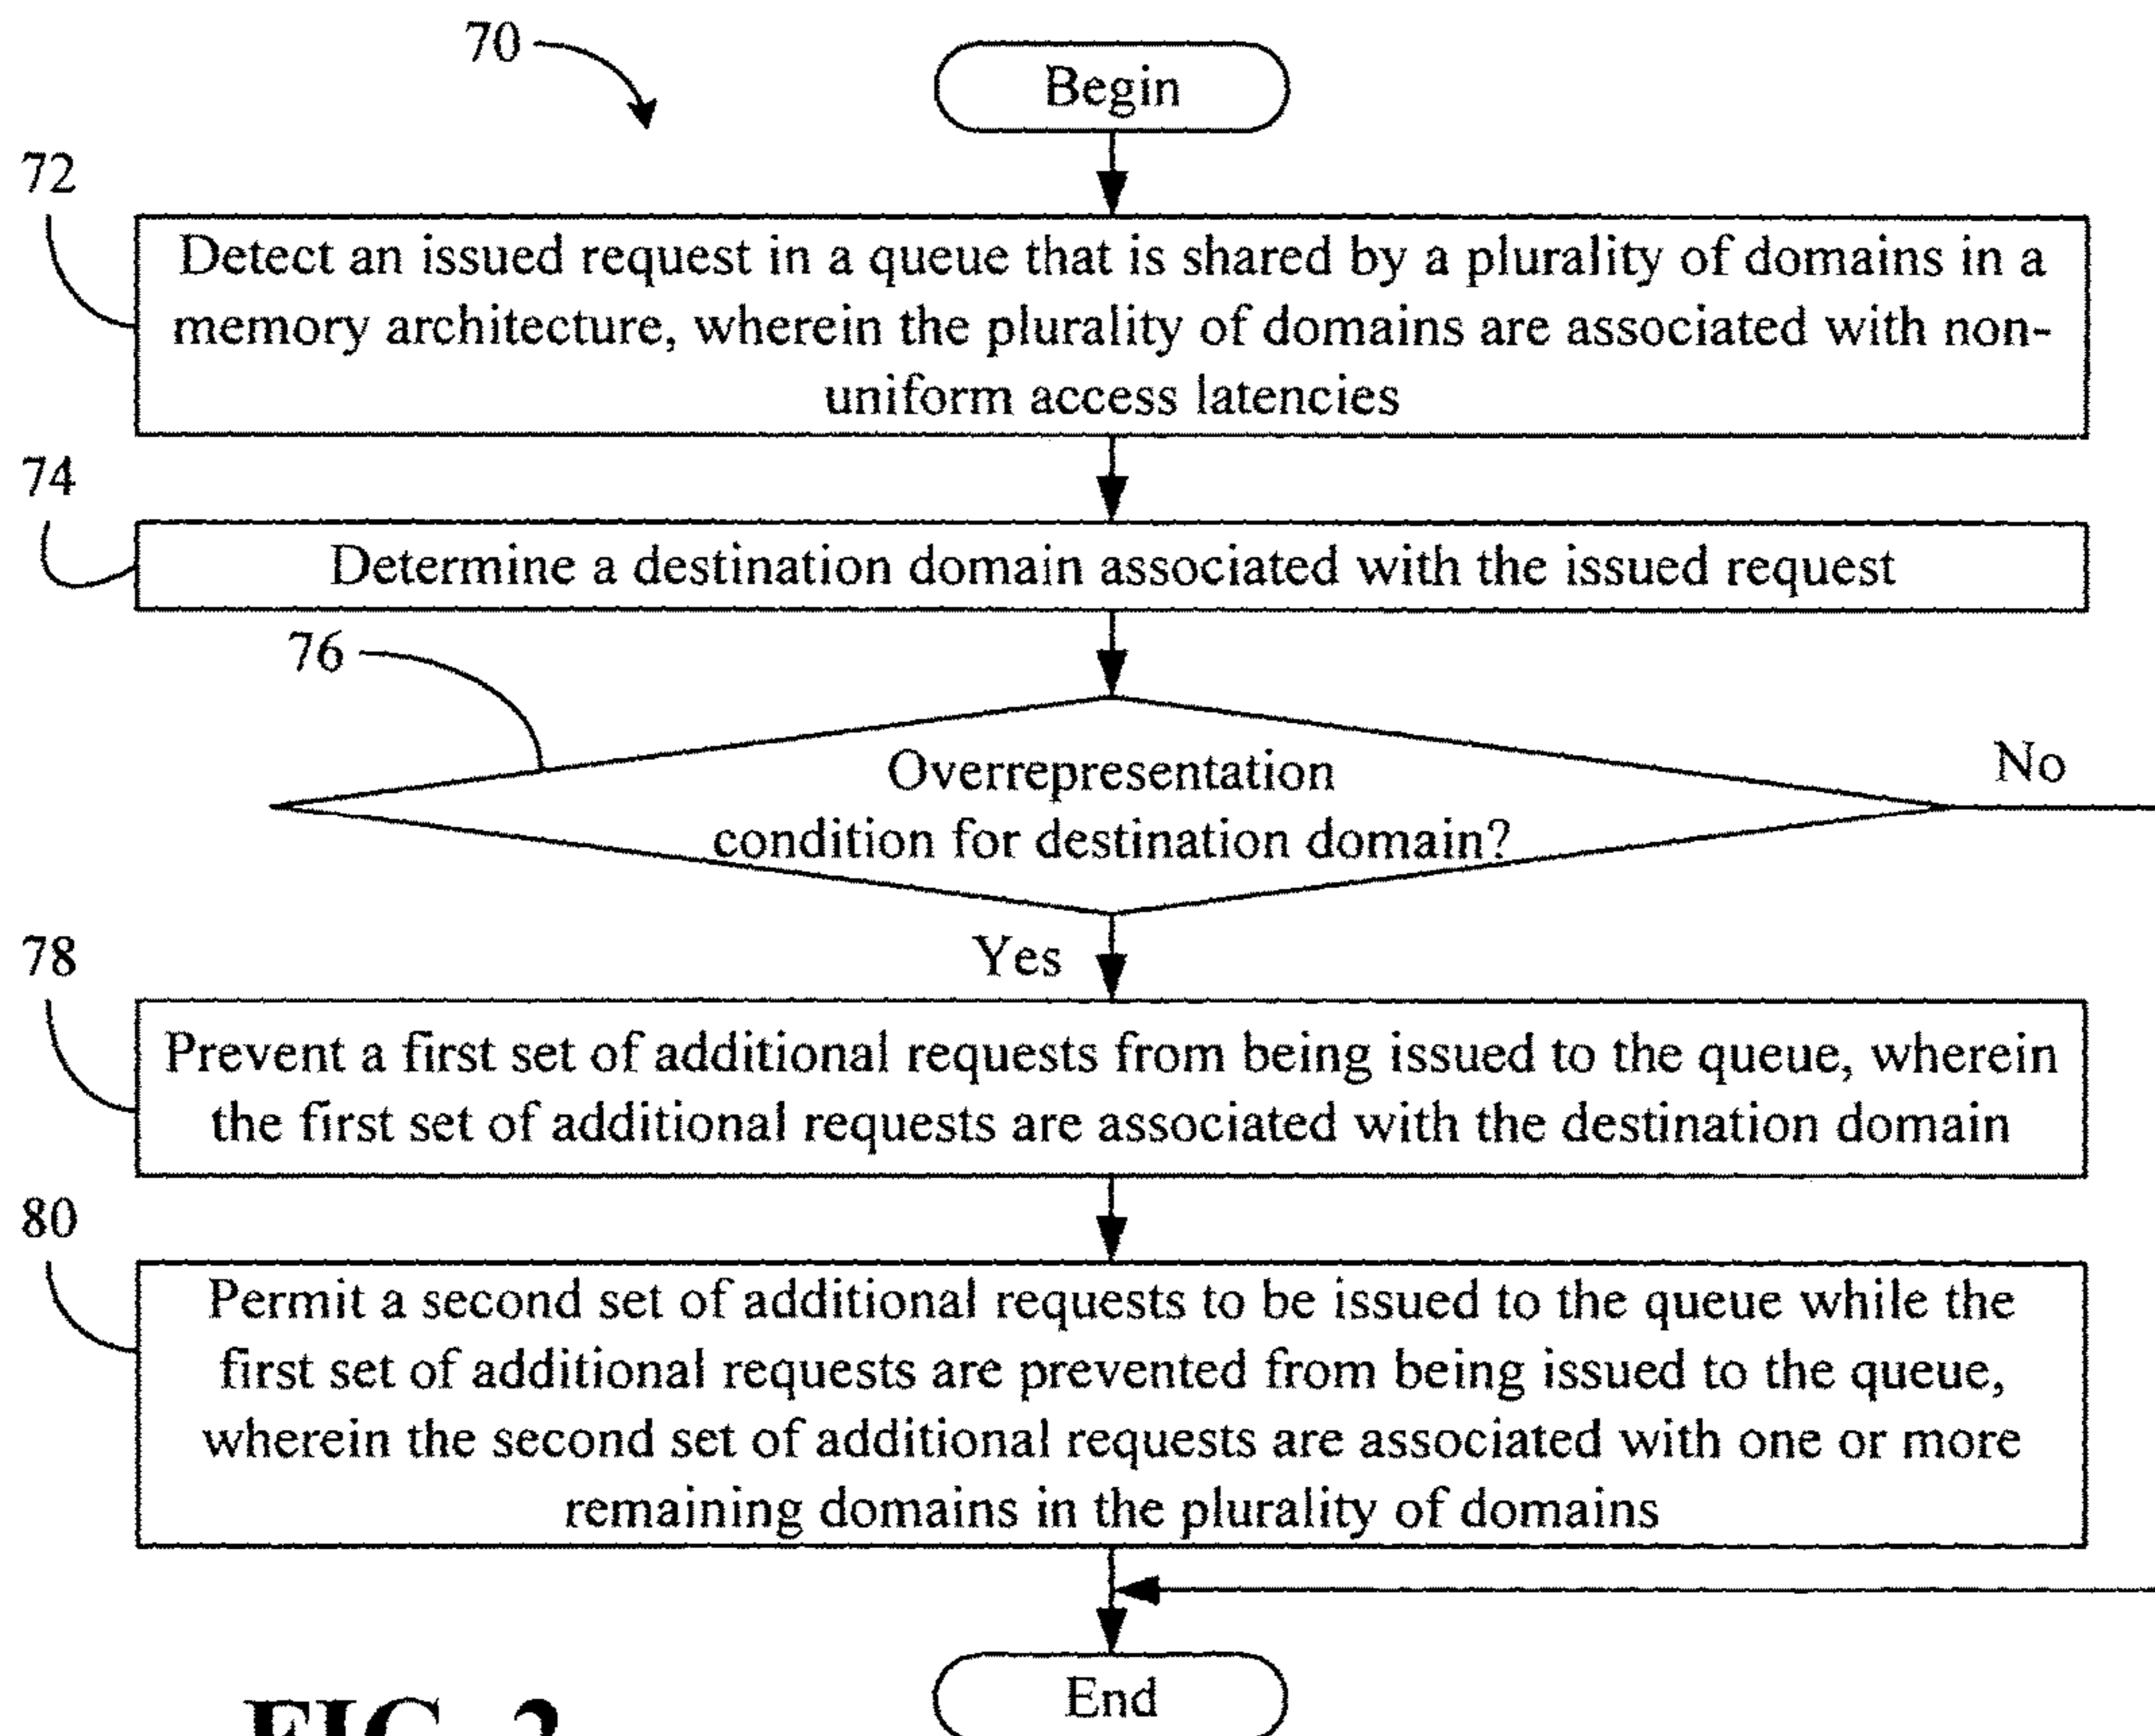 70
Begin
72
Detect an issued request in a queue that is shared by a plurality of domains in a
memory architecture, wherein the plurality of domains are associated with non-
uniform access latencies
74
Determine a destination domain associated with the issued request
76
Overrepresentation
condition for destination domain?
No
Yes
78
Prevent a first set of additional requests from being issued to the queue, wherein
the first set of additional requests are associated with the destination domain
80
Permit a second set of additional requests to be issued to the queue while the
first set of additional requests are prevented from being issued to the queue,
wherein the second set of additional requests are associated with one or more
remaining domains in the plurality of domains
End